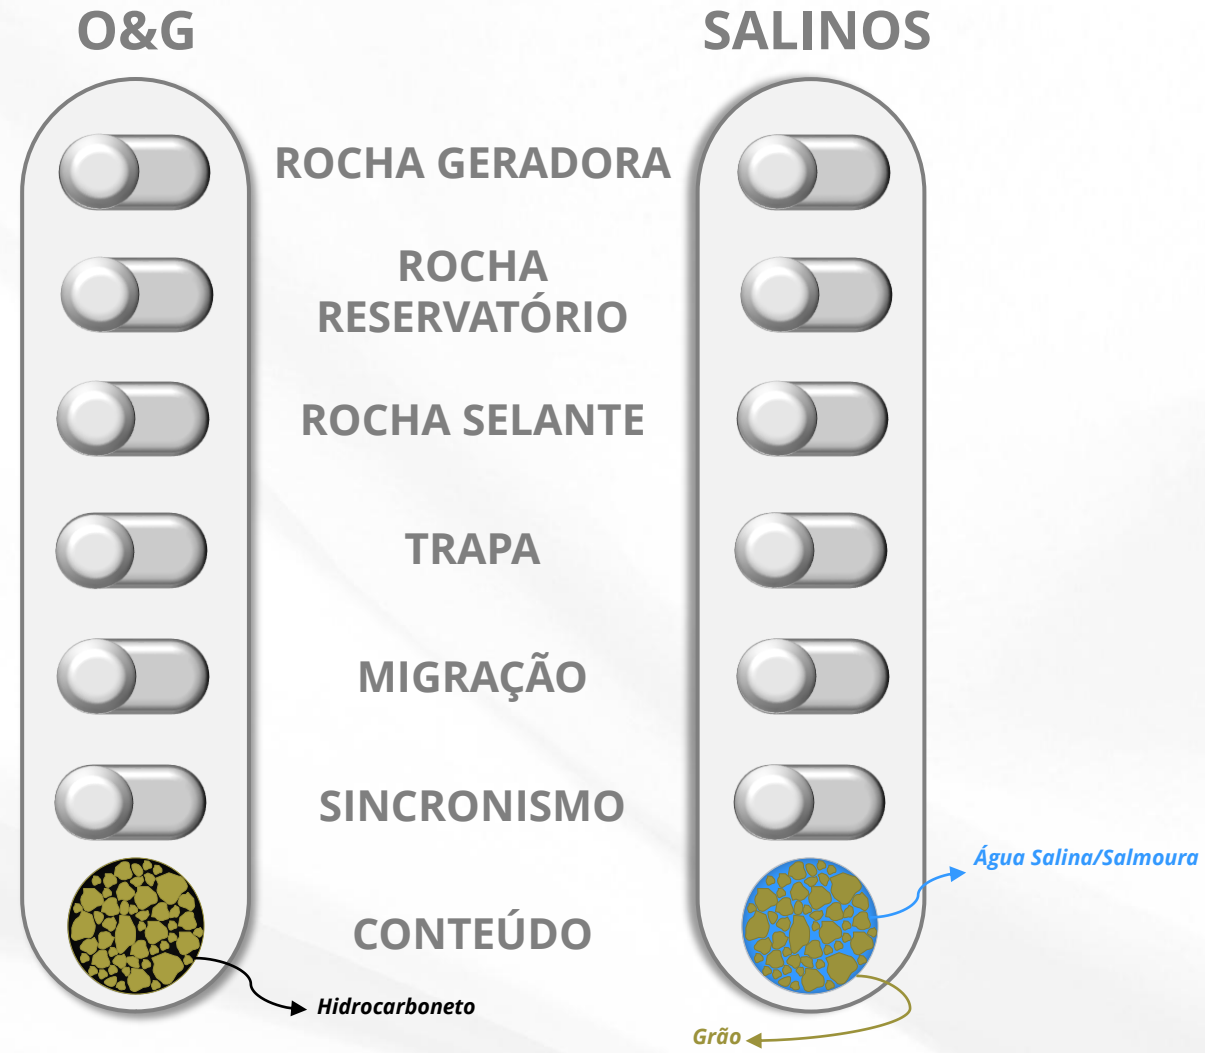 O&G
SALINOS
ROCHA GERADORA
ROCHA
RESERVATÓRIO
ROCHA SELANTE
TRAPA
MIGRAÇÃO
SINCRONISMO
Água Salina/Salmoura
CONTEÚDO
Hidrocarboneto
Grão